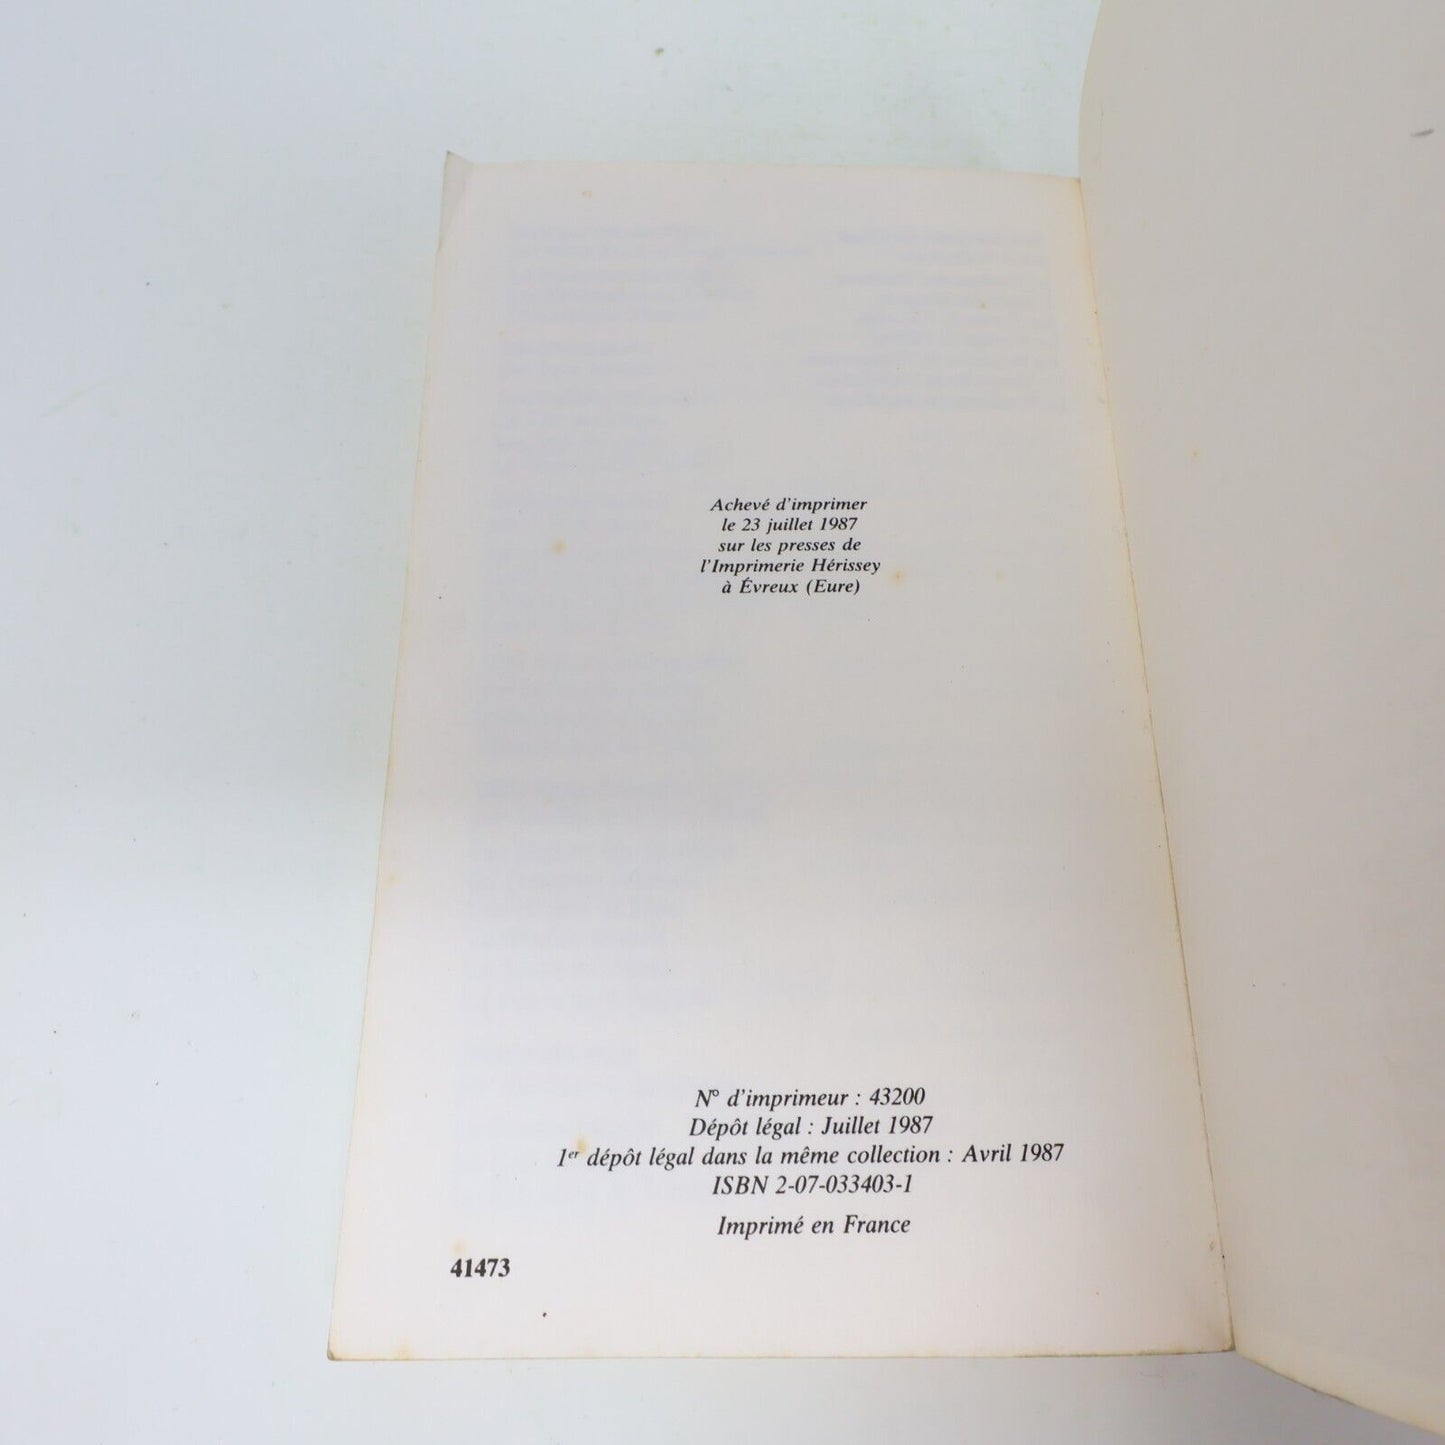 Achevé d'imprimer
le 23 juillet 1987
sur les presses de
l'Imprimerie Hérissey
à Évreux (Eure)
N° d'imprimeur : 43200
Dépôt légal : Juillet 1987
1er dépôt légal dans la même collection : Avril 1987
ISBN 2-07-033403-1
Imprimé en France
41473